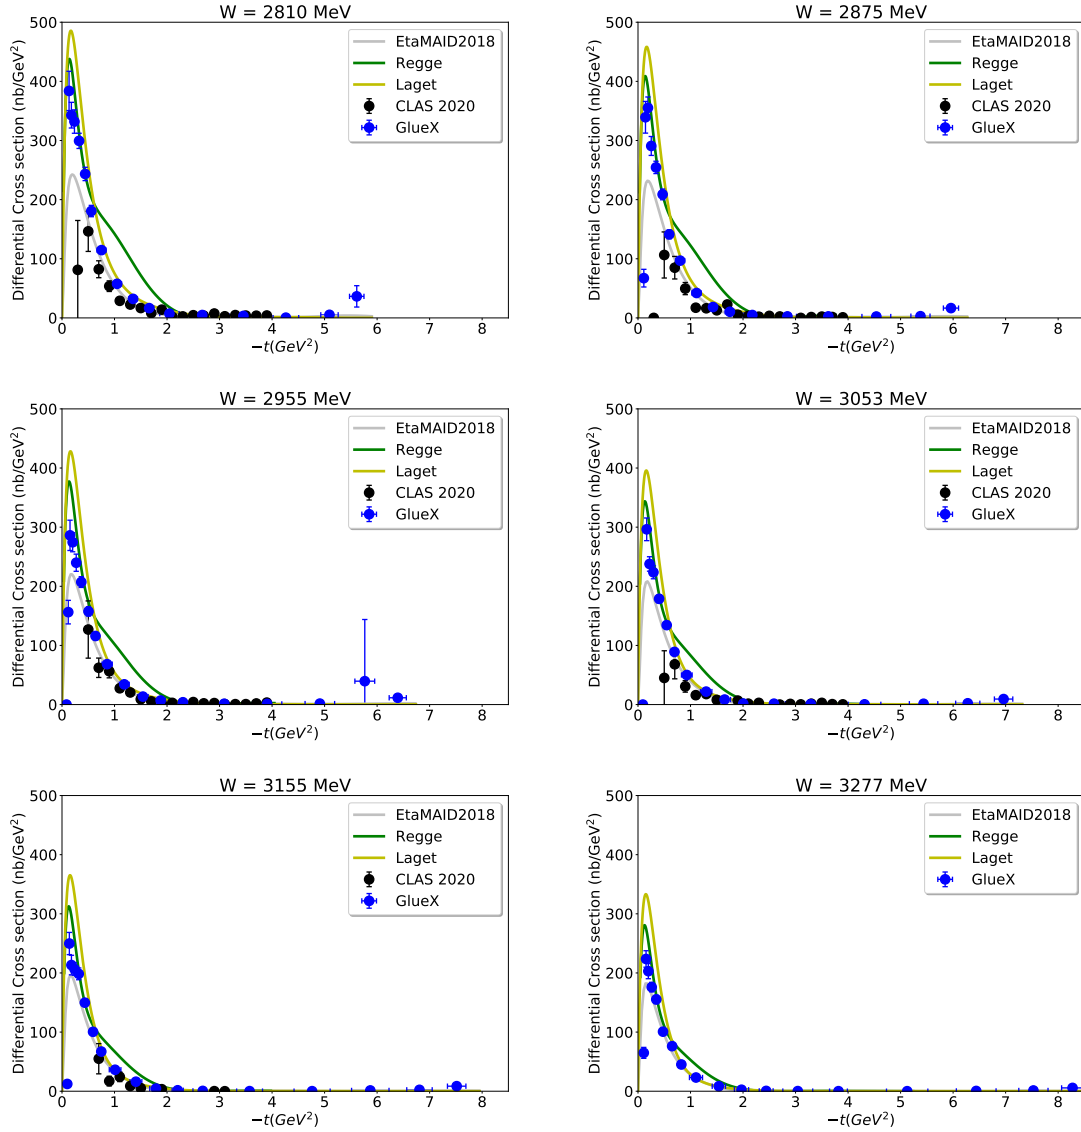 W = 2810 MeV
Differential Cross section (nb/GeV²)
500
400
300
200
100
0
EtaMAID2018
Regge
Laget
CLAS 2020
GlueX
0 1 2 3 4 5 6 7 8
−t(GeV²)
W = 2875 MeV
Differential Cross section (nb/GeV²)
500
400
300
200
100
0
EtaMAID2018
Regge
Laget
CLAS 2020
GlueX
0 1 2 3 4 5 6 7 8
−t(GeV²)
W = 2955 MeV
Differential Cross section (nb/GeV²)
500
400
300
200
100
0
EtaMAID2018
Regge
Laget
CLAS 2020
GlueX
0 1 2 3 4 5 6 7 8
−t(GeV²)
W = 3053 MeV
Differential Cross section (nb/GeV²)
500
400
300
200
100
0
EtaMAID2018
Regge
Laget
CLAS 2020
GlueX
0 1 2 3 4 5 6 7 8
−t(GeV²)
W = 3155 MeV
Differential Cross section (nb/GeV²)
500
400
300
200
100
0
EtaMAID2018
Regge
Laget
CLAS 2020
GlueX
0 1 2 3 4 5 6 7 8
−t(GeV²)
W = 3277 MeV
Differential Cross section (nb/GeV²)
500
400
300
200
100
0
EtaMAID2018
Regge
Laget
GlueX
0 1 2 3 4 5 6 7 8
−t(GeV²)